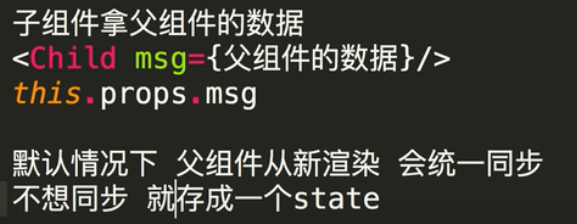 子组件拿父组件的数据
<Child msg={父组件的数据}/>
this.props.msg
默认情况下 父组件从新渲染 会统一同步
不想同步 就存成一个state